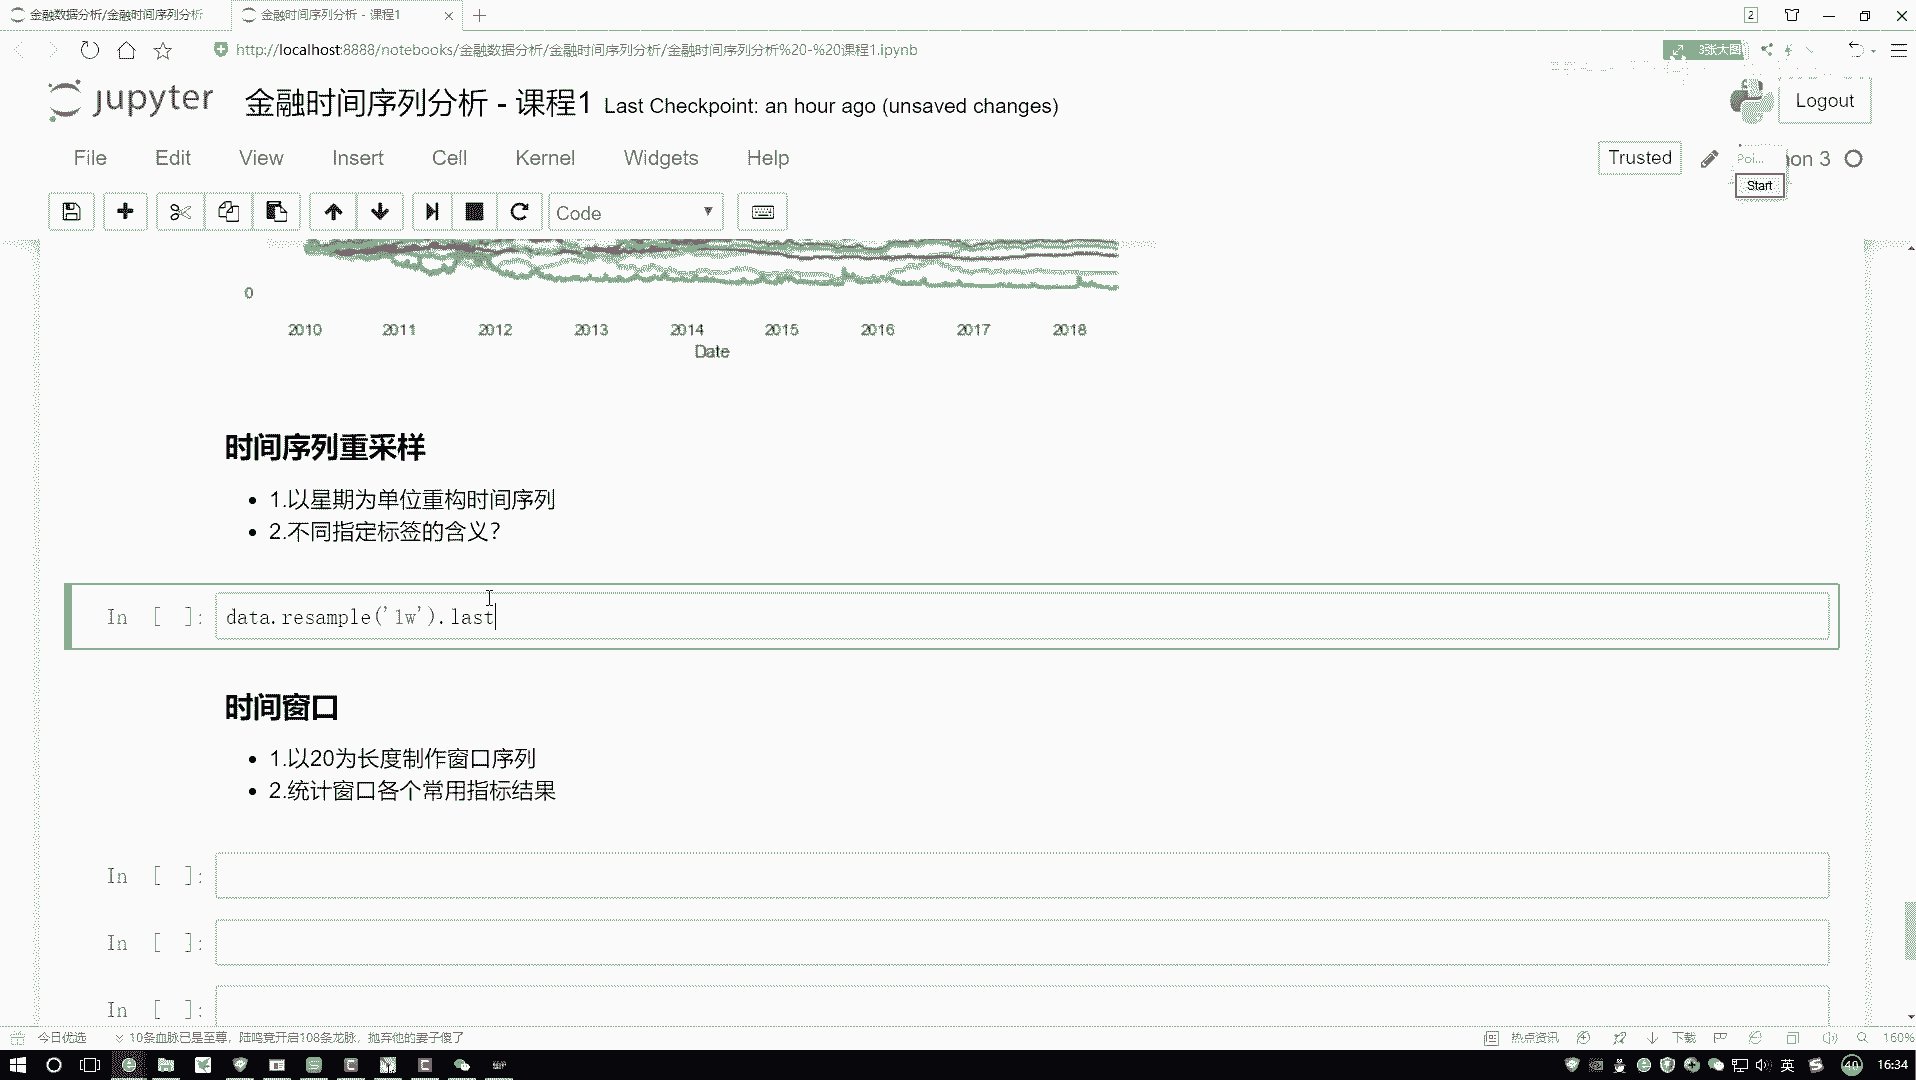 金融数据分析/金融时间序列分析
金融时间序列分析 - 课程1
2
http://localhost:8888/notebooks/金融数据分析/金融时间序列分析/金融时间序列分析%20-%20课程1.ipynb
3张大图
jupyter 金融时间序列分析 - 课程1 Last Checkpoint: an hour ago (unsaved changes)
Logout
File Edit View Insert Cell Kernel Widgets Help
Trusted
Poi...
on 3
Start
Code
0
2010 2011 2012 2013 2014 2015 2016 2017 2018
Date
时间序列重采样
1.以星期为单位重构时间序列
2.不同指定标签的含义?
In [ ]: data.resample('1w').last
时间窗口
1.以20为长度制作窗口序列
2.统计窗口各个常用指标结果
In [ ]:
In [ ]:
In [ ]:
今日优选 10条血脉已是至尊，陆鸣竟开启108条龙脉，抛弃他的妻子傻了
热点资讯 下载 160%
英 40 16:34